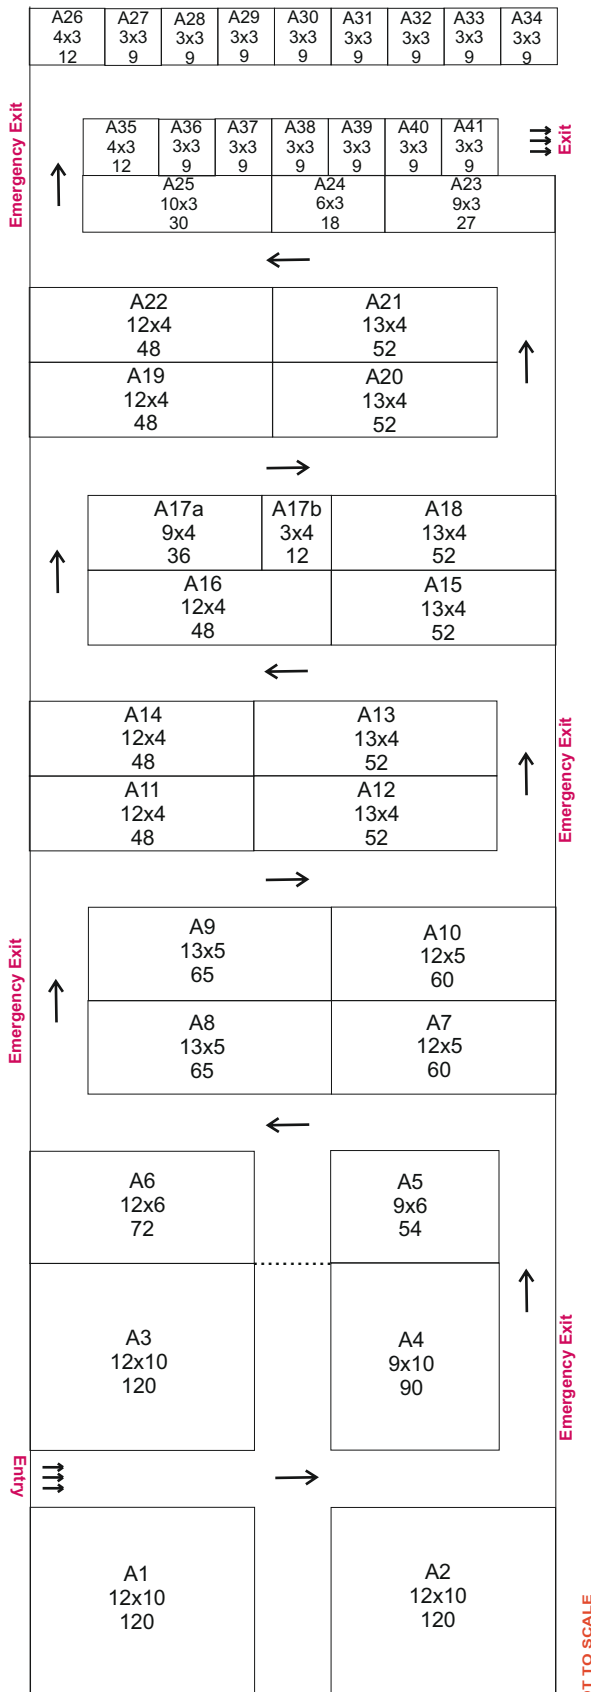 A26
4x3
12
A27
3x3
9
A28
3x3
9
A29
3x3
9
A30
3x3
9
A31
3x3
9
A32
3x3
9
A33
3x3
9
A34
3x3
9
Emergency Exit
A35
4x3
12
A36
3x3
9
A37
3x3
9
A38
3x3
9
A39
3x3
9
A40
3x3
9
A41
3x3
9
Exit
A25
10x3
30
A24
6x3
18
A23
9x3
27
A22
12x4
48
A21
13x4
52
A19
12x4
48
A20
13x4
52
A17a
9x4
36
A17b
3x4
12
A18
13x4
52
A16
12x4
48
A15
13x4
52
A14
12x4
48
A13
13x4
52
Emergency Exit
A11
12x4
48
A12
13x4
52
A9
13x5
65
A10
12x5
60
Emergency Exit
A8
13x5
65
A7
12x5
60
A6
12x6
72
A5
9x6
54
A3
12x10
120
A4
9x10
90
Emergency Exit
Entry
A1
12x10
120
A2
12x10
120
TO SCALE